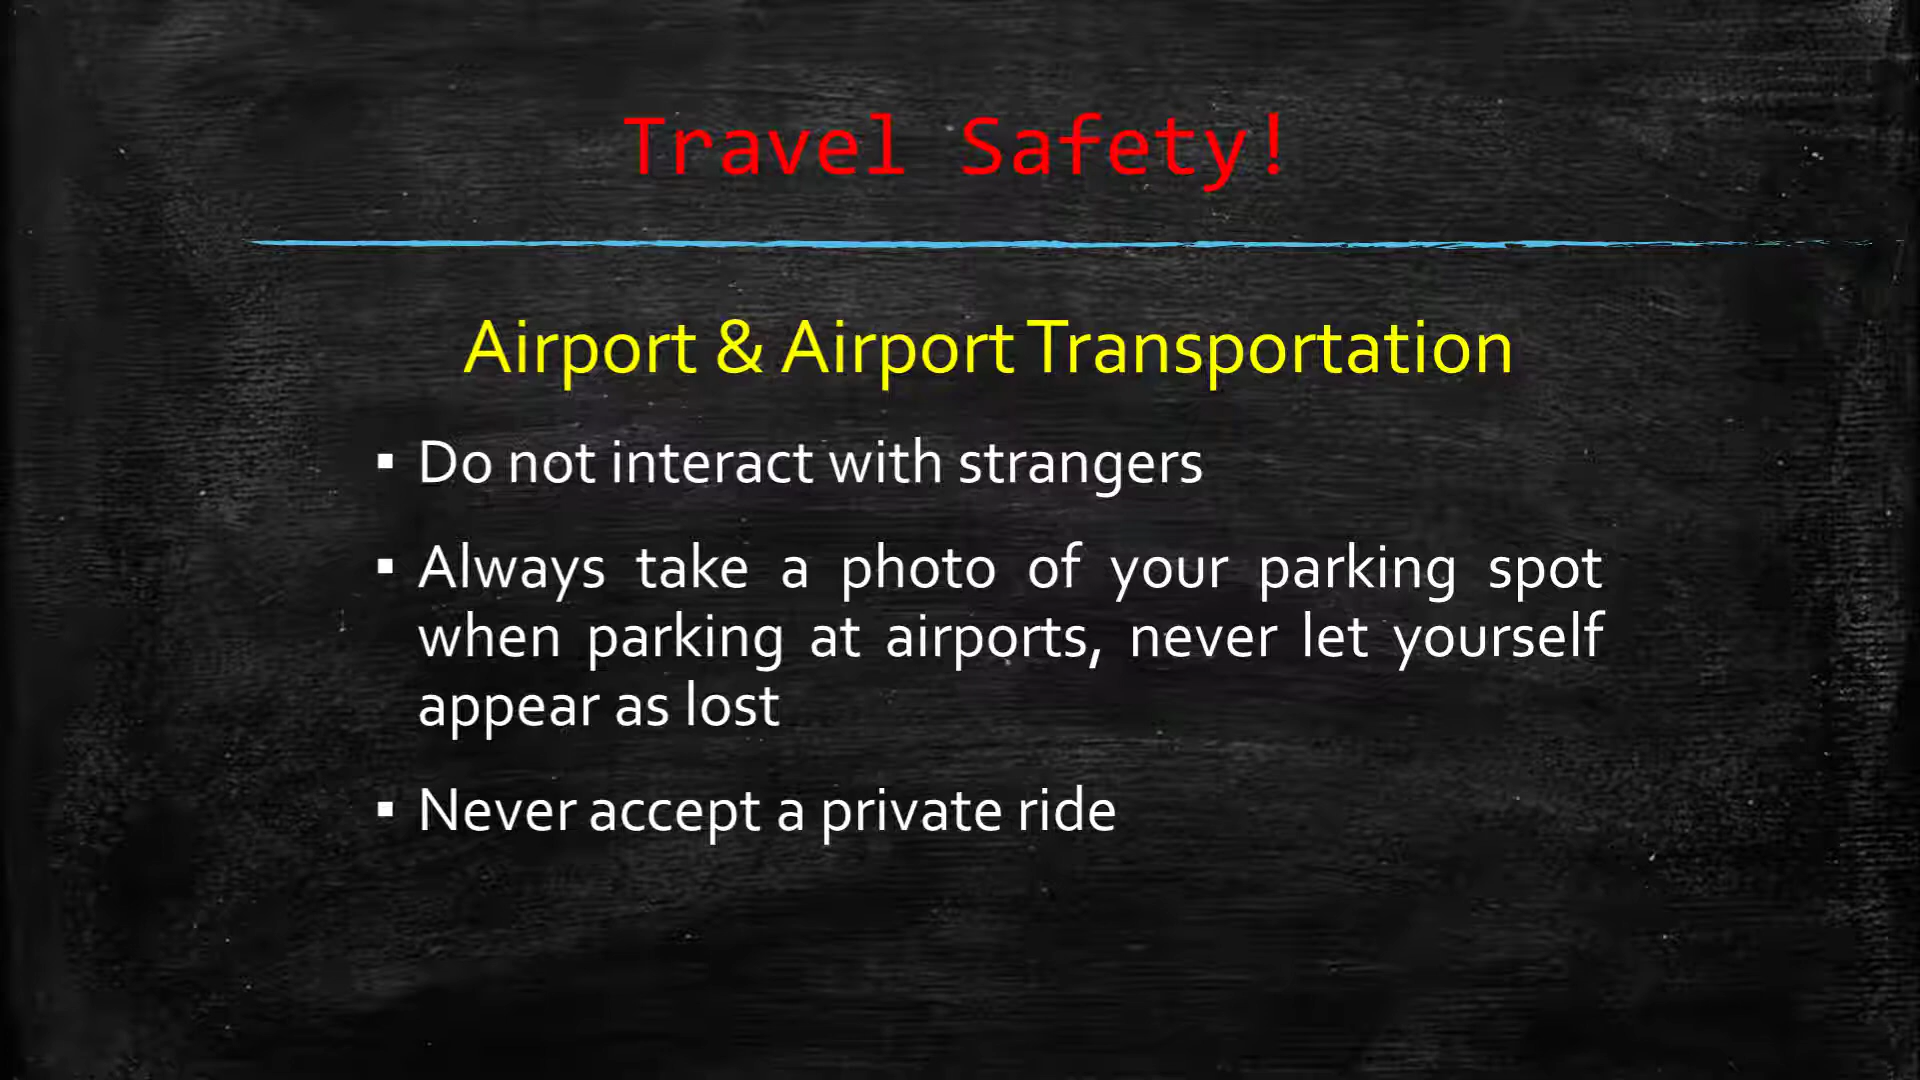 Travel Safety!
Airport & Airport Transportation
▪ Do not interact with strangers
▪ Always take a photo of your parking spot
when parking at airports, never let yourself
appear as lost
▪ Never accept a private ride